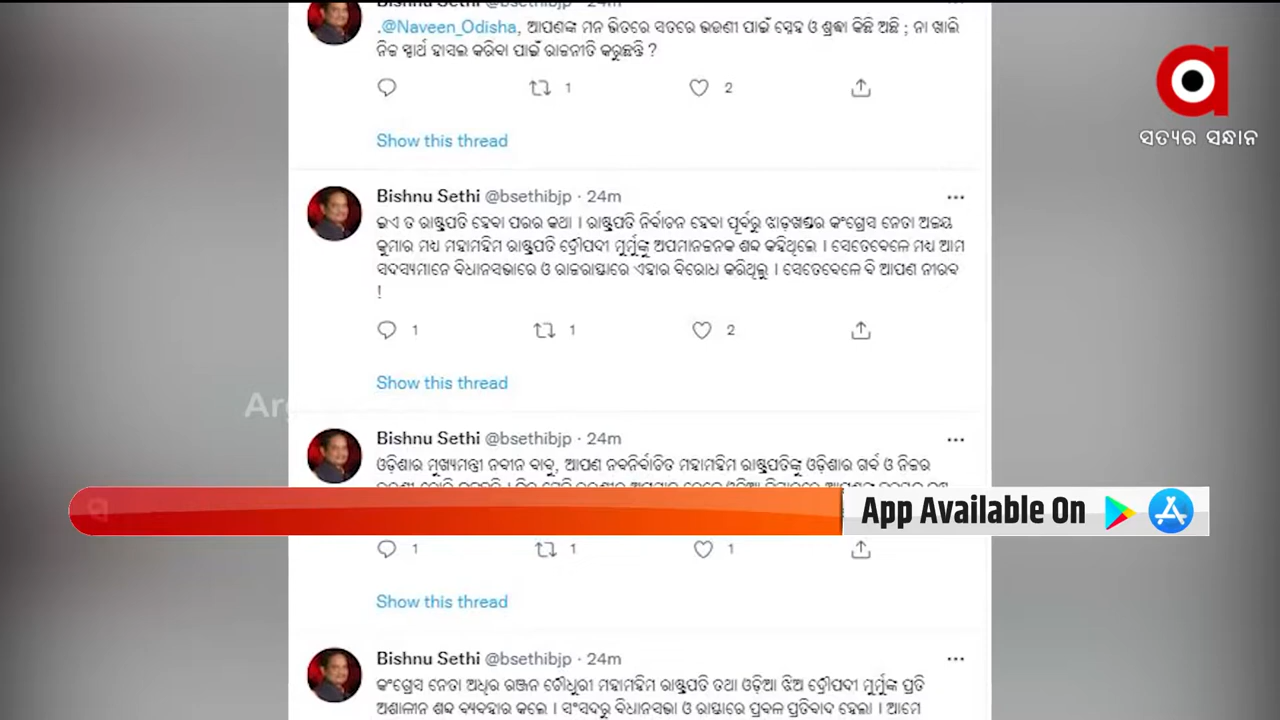 Bishnu Sethi @bsethibjp · 24m
.@Naveen_Odisha, ଆପଣଙ୍କ ମନ ଭିତରେ ସତରେ ଭଉଣୀ ପାଇଁ ସ୍ନେହ ଓ ଶ୍ରଦ୍ଧା କିଛି ଅଛି ; ନା ଖାଲି
ନିଜ ସ୍ୱାର୍ଥ ହାସଲ କରିବା ପାଇଁ ରାଜନୀତି କରୁଛନ୍ତି ?
1 2
Show this thread
ସତ୍ୟର ସନ୍ଧାନ
Bishnu Sethi @bsethibjp · 24m
ଇଏ ତ ରାଷ୍ଟ୍ରପତି ହେବା ପରର କଥା । ରାଷ୍ଟ୍ରପତି ନିର୍ବାଚନ ହେବା ପୂର୍ବରୁ ଝାଡ଼ଖଣ୍ଡର କଂଗ୍ରେସ ନେତା ଅଜୟ
କୁମାର ମଧ୍ୟ ମହାମହିମ ରାଷ୍ଟ୍ରପତି ଦ୍ରୌପଦୀ ମୁର୍ମୁଙ୍କୁ ଅପମାନଜନକ ଶବ୍ଦ କହିଥିଲେ । ସେତେବେଳେ ମଧ୍ୟ ଆମ
ସଦସ୍ୟମାନେ ବିଧାନସଭାରେ ଓ ରାଜରାସ୍ତାରେ ଏହାର ବିରୋଧ କରିଥିଲୁ । ସେତେବେଳେ ବି ଆପଣ ନୀରବ
!
1 1 2
Show this thread
Bishnu Sethi @bsethibjp · 24m
ଓଡ଼ିଶାର ମୁଖ୍ୟମନ୍ତ୍ରୀ ନବୀନ ବାବୁ, ଆପଣ ନବନିର୍ବାଚିତ ମହାମହିମ ରାଷ୍ଟ୍ରପତିଙ୍କୁ ଓଡ଼ିଶାର ଗର୍ବ ଓ ନିଜର
App Available On
1 1 1
Show this thread
Bishnu Sethi @bsethibjp · 24m
କଂଗ୍ରେସ ନେତା ଅଧିର ରଞ୍ଜନ ଚୌଧୁରୀ ମହାମହିମ ରାଷ୍ଟ୍ରପତି ତଥା ଓଡ଼ିଆ ଝିଅ ଦ୍ରୌପଦୀ ମୁର୍ମୁଙ୍କ ପ୍ରତି
ଅଶାଳୀନ ଶବ୍ଦ ବ୍ୟବହାର କଲେ । ସଂସଦରୁ ବିଧାନସଭା ଓ ରାସ୍ତାରେ ପ୍ରବଳ ପ୍ରତିବାଦ ହେଲା । ଆମେ